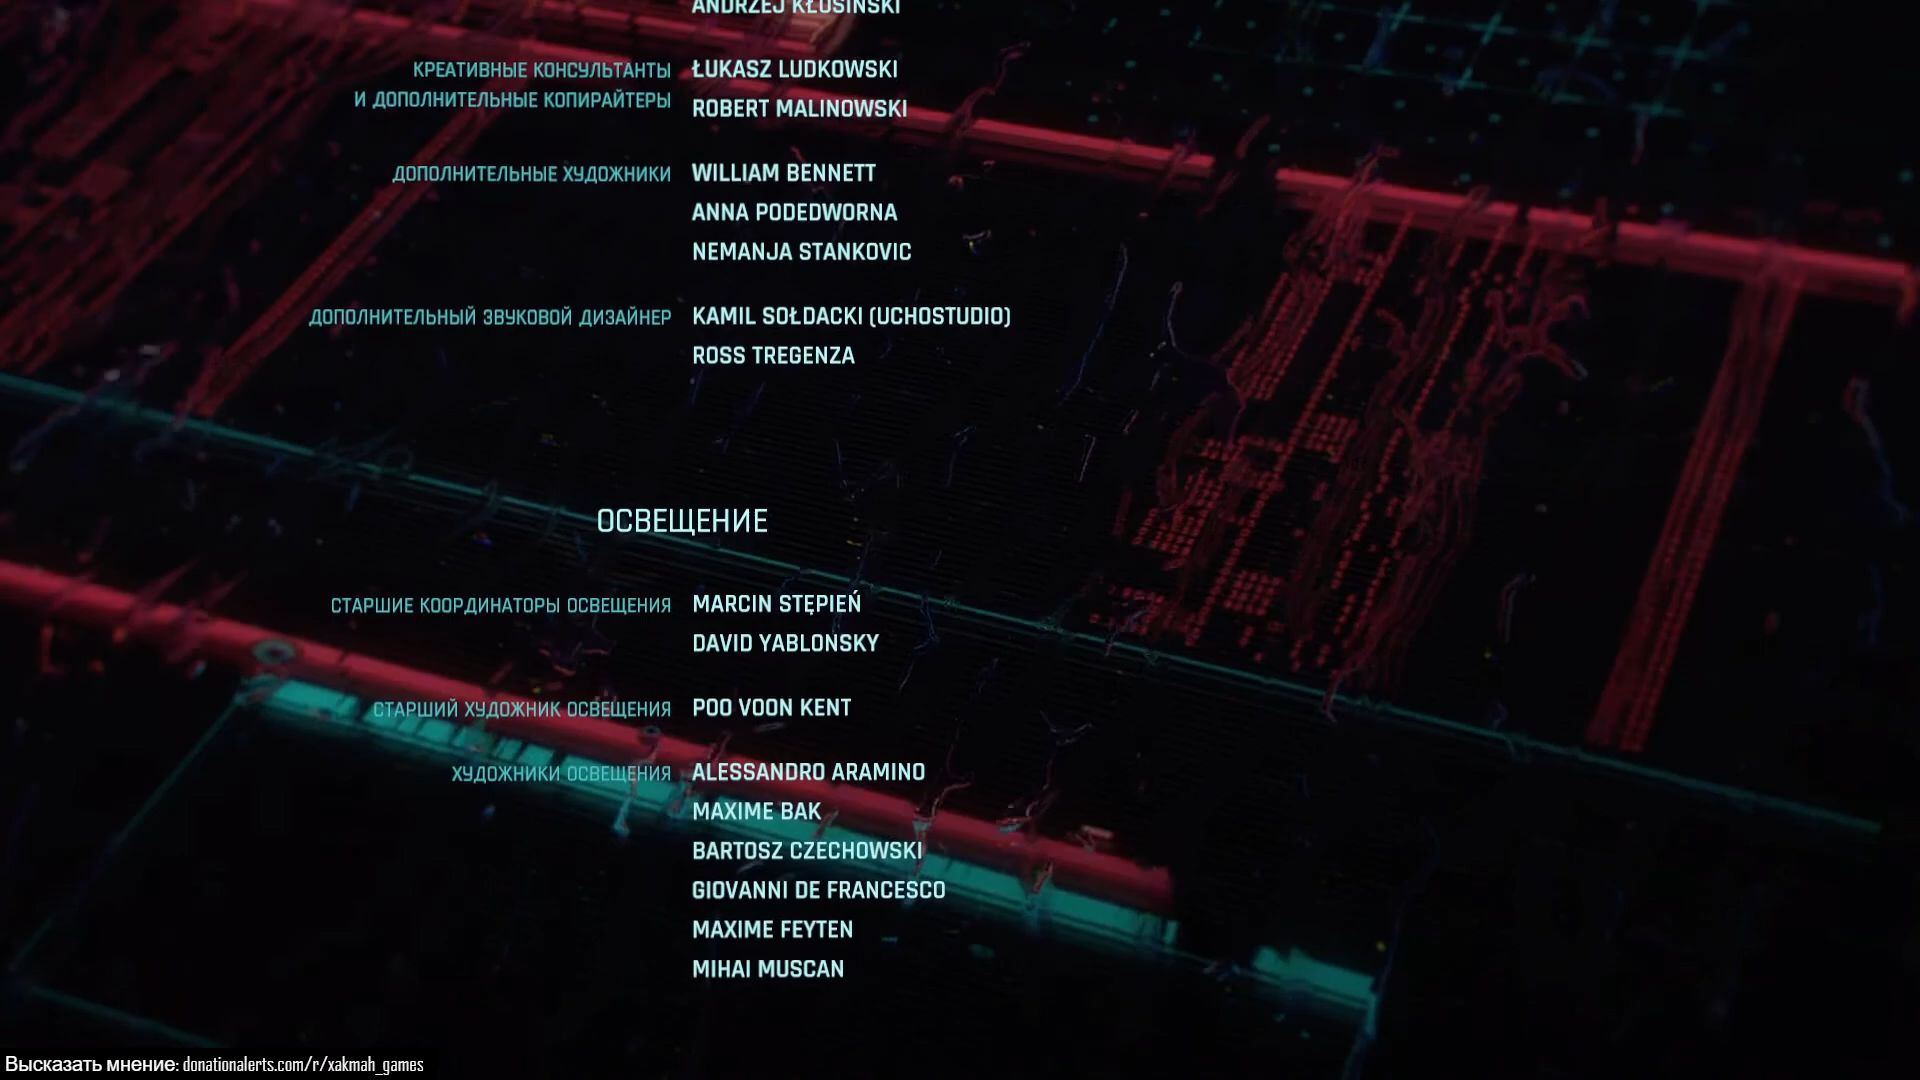 ANDRZEJ KŁOSIŃSKI
КРЕАТИВНЫЕ КОНСУЛЬТАНТЫ
И ДОПОЛНИТЕЛЬНЫЕ КОПИРАЙТЕРЫ
ŁUKASZ LUDKOWSKI
ROBERT MALINOWSKI
ДОПОЛНИТЕЛЬНЫЕ ХУДОЖНИКИ
WILLIAM BENNETT
ANNA PODEDWORNA
NEMANJA STANKOVIC
ДОПОЛНИТЕЛЬНЫЙ ЗВУКОВОЙ ДИЗАЙНЕР
KAMIL SOŁDACKI (UCHOSTUDIO)
ROSS TREGENZA
ОСВЕЩЕНИЕ
СТАРШИЕ КООРДИНАТОРЫ ОСВЕЩЕНИЯ
MARCIN STĘPIEŃ
DAVID YABLONSKY
СТАРШИЙ ХУДОЖНИК ОСВЕЩЕНИЯ
POO VOON KENT
ХУДОЖНИКИ ОСВЕЩЕНИЯ
ALESSANDRO ARAMINO
MAXIME BAK
BARTOSZ CZECHOWSKI
GIOVANNI DE FRANCESCO
MAXIME FEYTEN
MIHAI MUSCAN
Высказать мнение: donationalerts.com/r/xakmah_games